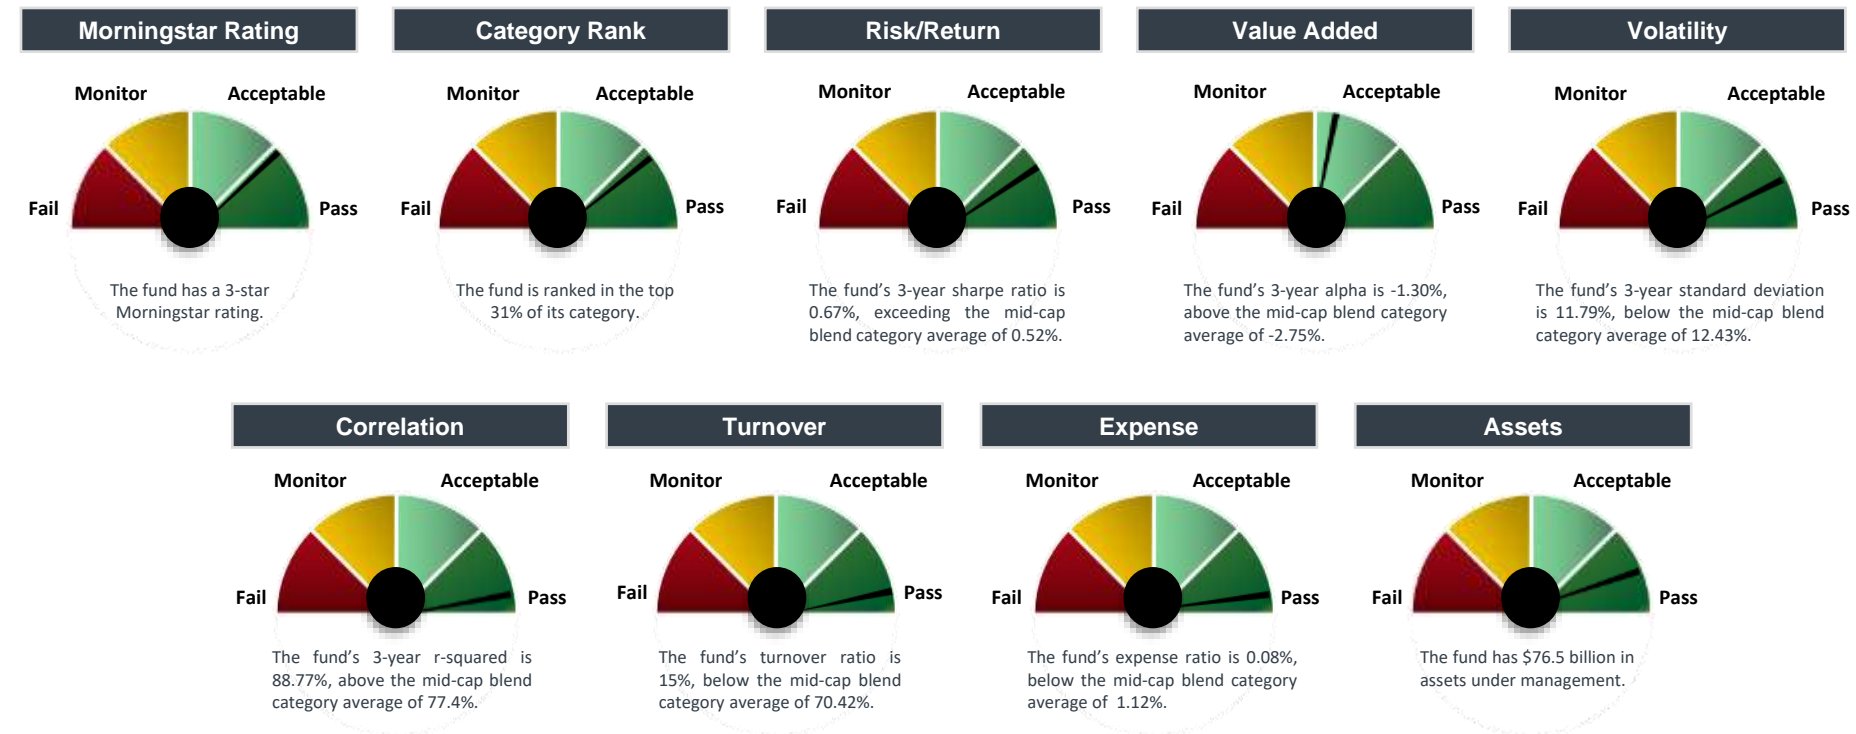 Morningstar Rating
Category Rank
Risk/Return
Value Added
Volatility
Monitor
Acceptable
Fail
Pass
The fund has a 3-star
Morningstar rating.
Monitor
Acceptable
Fail
Pass
The fund is ranked in the top
31% of its category.
Monitor
Acceptable
Fail
Pass
The fund's 3-year sharpe ratio is
0.67%, exceeding the mid-cap
blend category average of 0.52%.
Monitor
Acceptable
Fail
Pass
The fund's 3-year alpha is -1.30%,
above the mid-cap blend category
average of -2.75%.
Monitor
Acceptable
Fail
Pass
The fund's 3-year standard deviation
is 11.79%, below the mid-cap blend
category average of 12.43%.
Correlation
Turnover
Expense
Assets
Monitor
Acceptable
Fail
Pass
The fund's 3-year r-squared is
88.77%, above the mid-cap blend
category average of 77.4%.
Monitor
Acceptable
Fail
Pass
The fund's turnover ratio is
15%, below the mid-cap blend
category average of 70.42%.
Monitor
Acceptable
Fail
Pass
The fund's expense ratio is 0.08%,
below the mid-cap blend category
average of 1.12%.
Monitor
Acceptable
Fail
Pass
The fund has $76.5 billion in
assets under management.